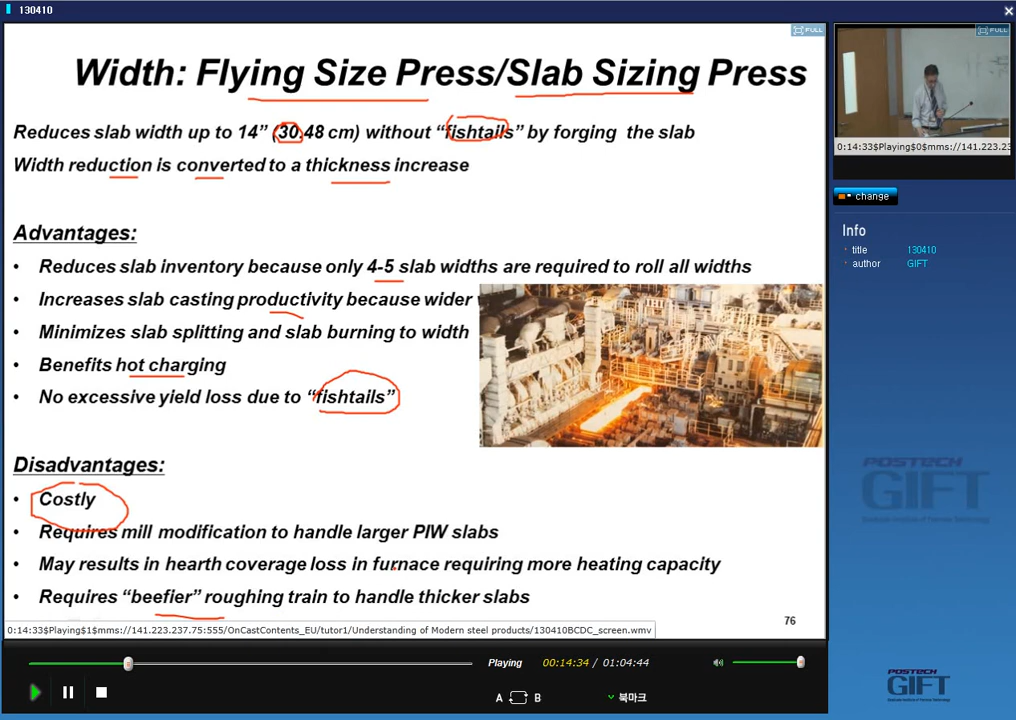 130410
FULL
Width: Flying Size Press/Slab Sizing Press
Reduces slab width up to 14” (30.48 cm) without “fishtails” by forging the slab
Width reduction is converted to a thickness increase
Advantages:
• Reduces slab inventory because only 4-5 slab widths are required to roll all widths
• Increases slab casting productivity because wider
• Minimizes slab splitting and slab burning to width
• Benefits hot charging
• No excessive yield loss due to “fishtails”
Disadvantages:
• Costly
• Requires mill modification to handle larger PIW slabs
• May results in hearth coverage loss in furnace requiring more heating capacity
• Requires “beefier” roughing train to handle thicker slabs
76
0:14:33$Playing$1$mms://141.223.237.75:555/OnCastContents_EU/tutor1/Understanding of Modern steel products/130410BCDC_screen.wmv
Playing
00:14:34 / 01:04:44
A B
북마크
FULL
0:14:33$Playing$0$mms://141.223.23
change
Info
title 130410
author GIFT
POSTECH
GIFT
POSTECH
GIFT